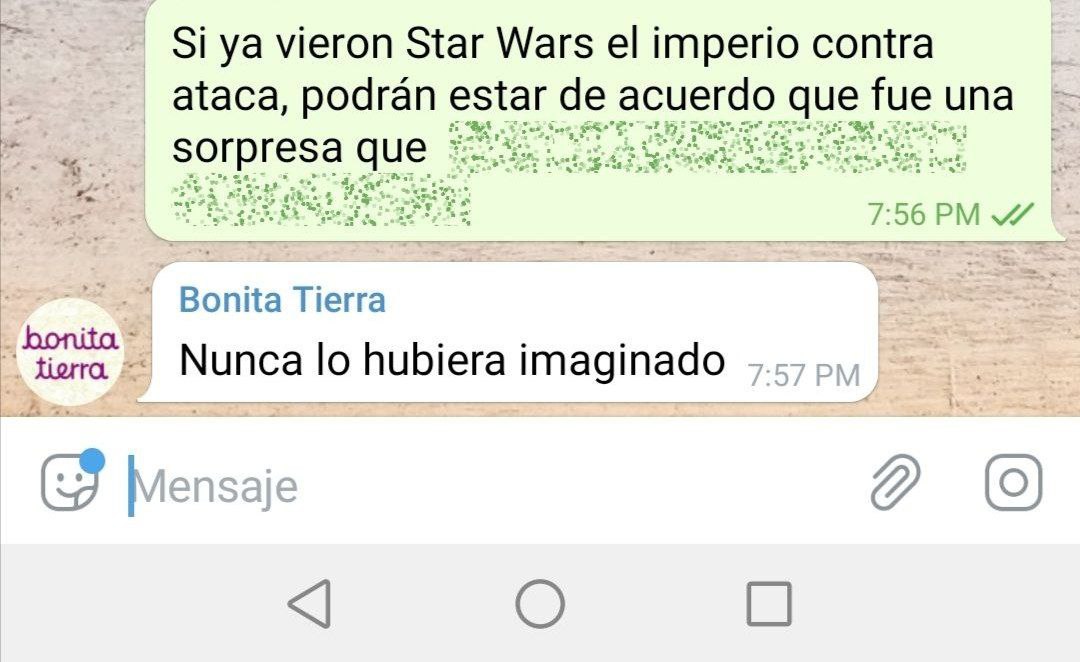 Si ya vieron Star Wars el imperio contra
ataca, podrán estar de acuerdo que fue una
sorpresa que
7:56 PM
bonita
tierra
Bonita Tierra
Nunca lo hubiera imaginado
7:57 PM
Mensaje